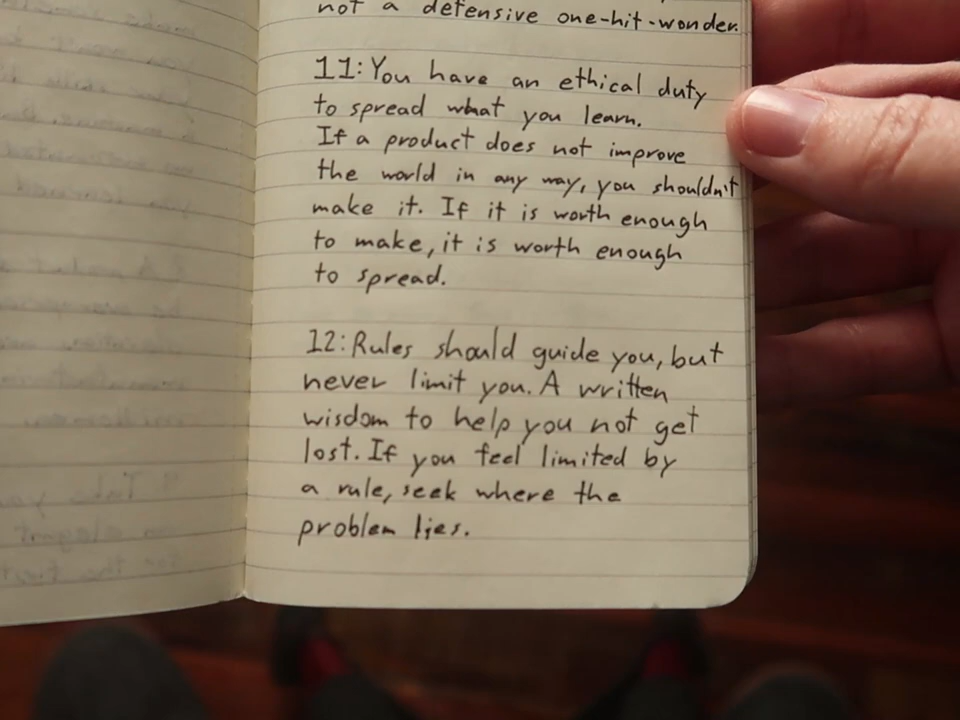 not a defensive one-hit-wonder.
11: You have an ethical duty
to spread what you learn.
If a product does not improve
the world in any way, you shouldn't
make it. If it is worth enough
to make, it is worth enough
to spread.
12: Rules should guide you, but
never limit you. A written
wisdom to help you not get
lost. If you feel limited by
a rule, seek where the
problem lies.